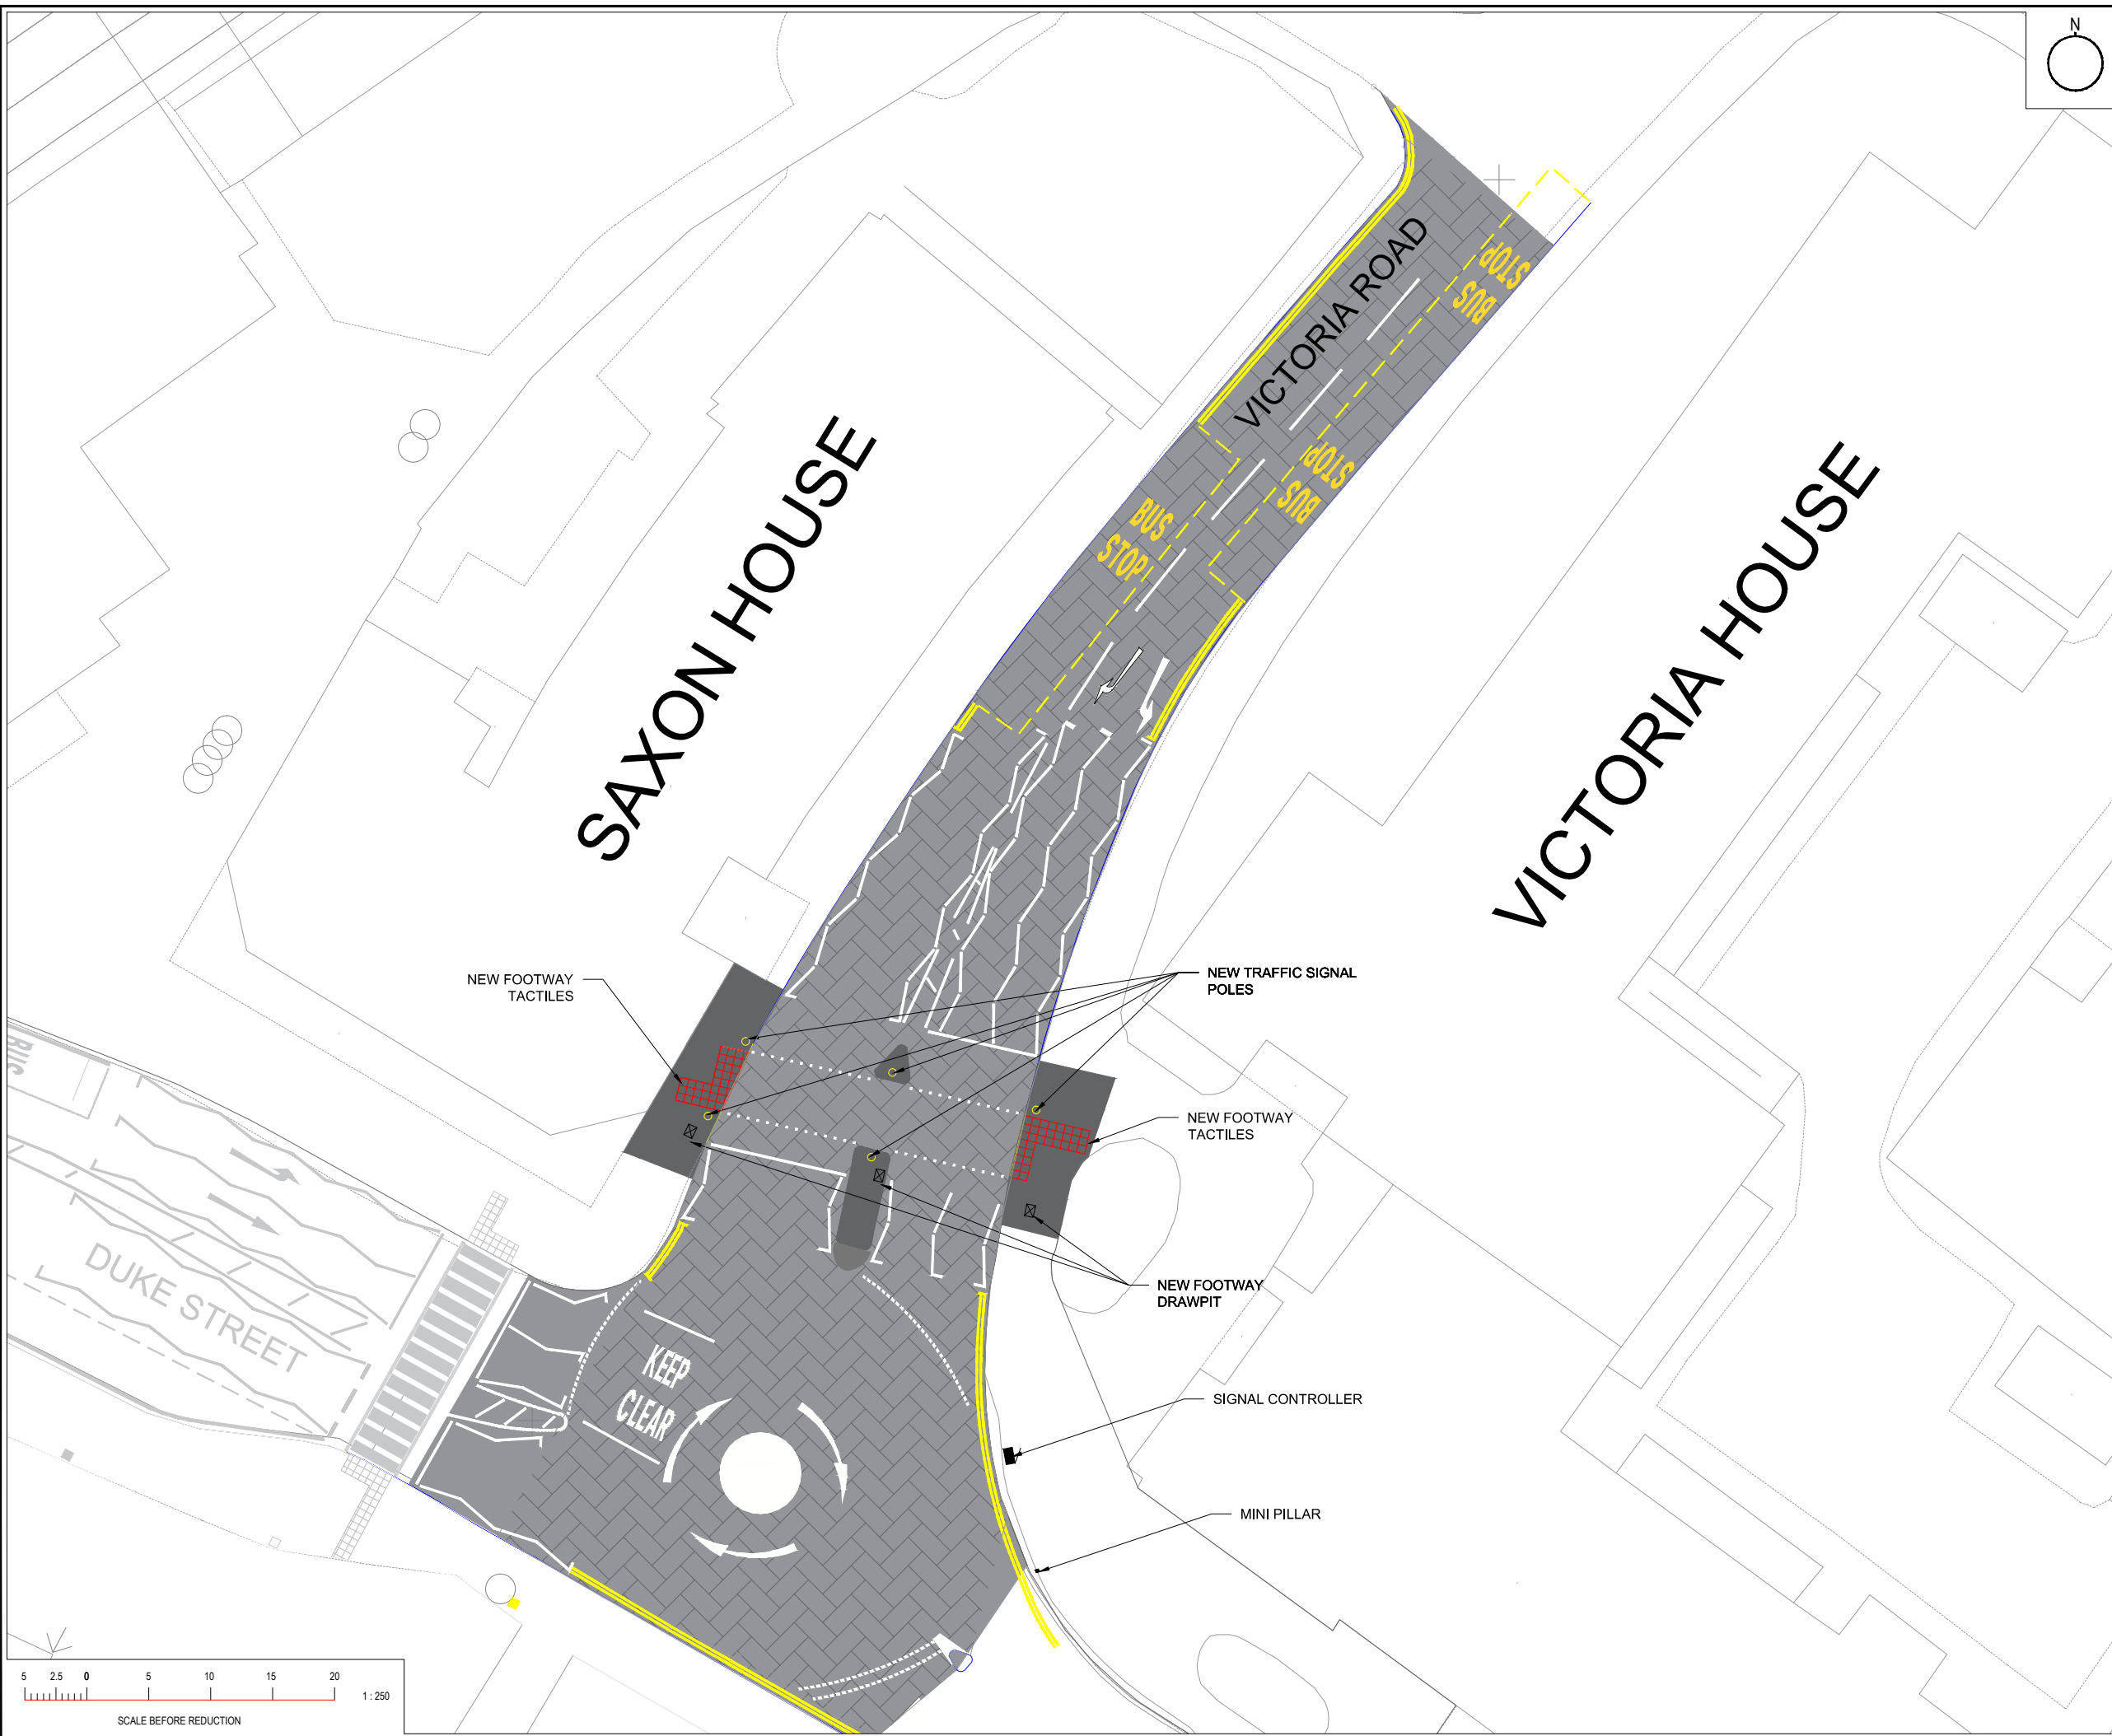 N
VICTORIA ROAD
BUS
STOP
BUS
STOP
BUS
STOP
SAXON HOUSE
VICTORIA HOUSE
NEW FOOTWAY
TACTILES
NEW TRAFFIC SIGNAL
POLES
BUS
NEW FOOTWAY
TACTILES
DUKE STREET
NEW FOOTWAY
DRAWPIT
KEEP
CLEAR
SIGNAL CONTROLLER
MINI PILLAR
5 2.5 0 5 10 15 20
1 : 250
SCALE BEFORE REDUCTION